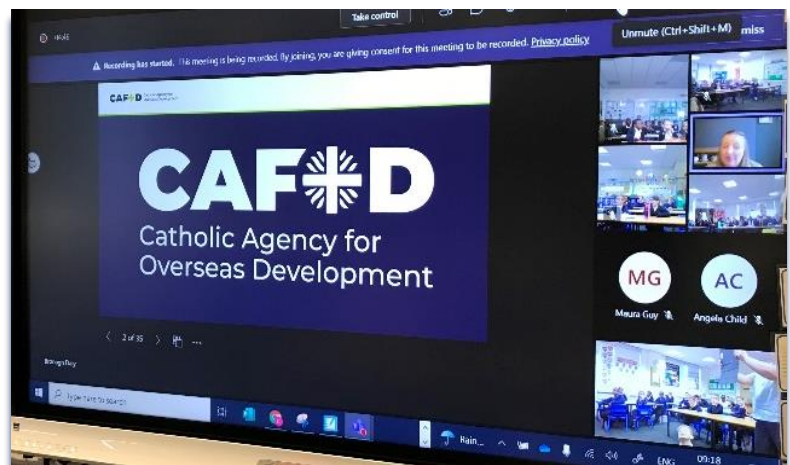 Take control
Unmute (Ctrl+Shift+M)
miss
Recording has started. This meeting is being recorded. By joining, you are giving consent for this meeting to be recorded. Privacy policy
CAFOD
CAFOD
Catholic Agency for
Overseas Development
MG
AC
Maura Guy
Angela Child
2 of 35
Type here to search
Rain...
ENG
09:18